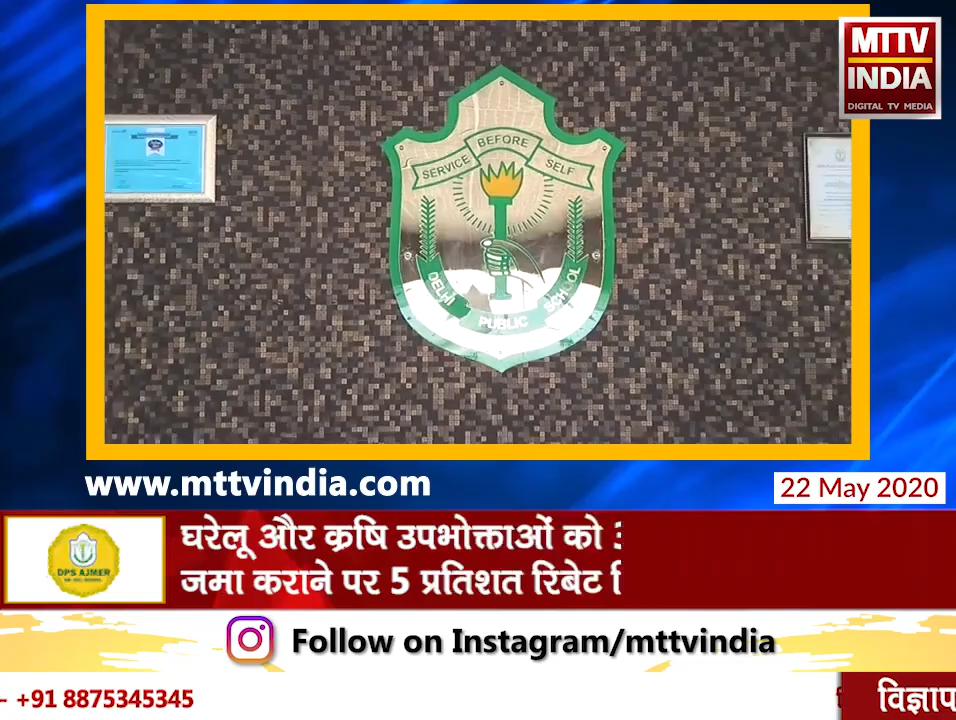 MTTV
INDIA
DIGITAL TV MEDIA
SERVICE BEFORE SELF
DELHI PUBLIC SCHOOL
www.mttvindia.com
22 May 2020
घरेलू और क्रषि उपभोक्ताओं को
जमा कराने पर 5 प्रतिशत रिबेट
DPS AJMER
Follow on Instagram/mttvindia
- +91 8875345345
विज्ञाप